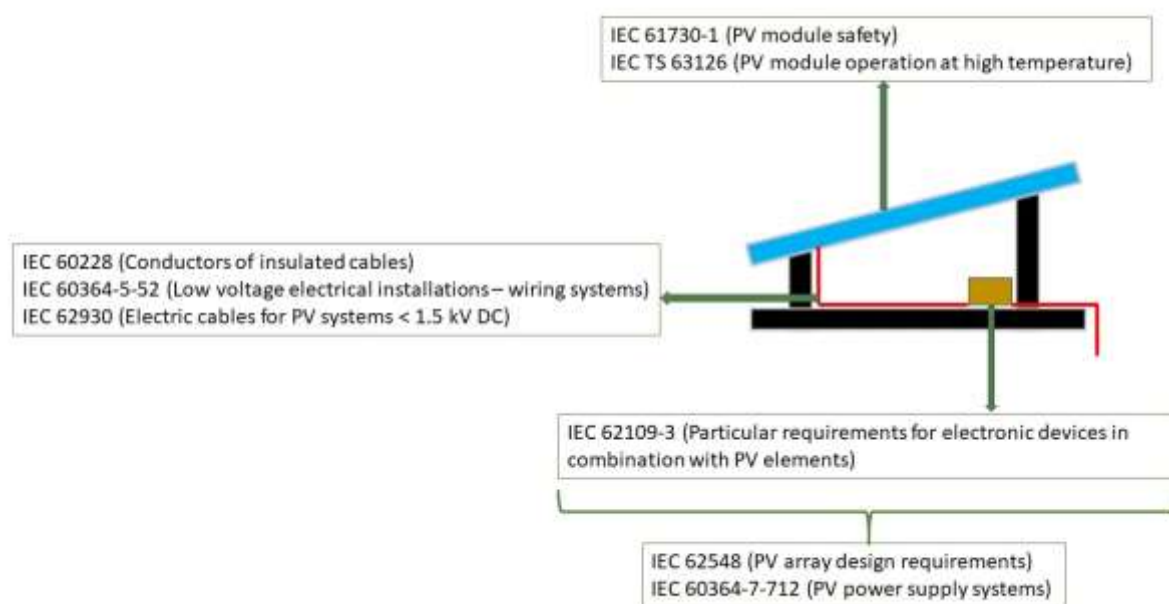 IEC 61730-1 (PV module safety)
IEC TS 63126 (PV module operation at high temperature)
IEC 60228 (Conductors of insulated cables)
IEC 60364-5-52 (Low voltage electrical installations – wiring systems)
IEC 62930 (Electric cables for PV systems < 1.5 kV DC)
IEC 62109-3 (Particular requirements for electronic devices in
combination with PV elements)
IEC 62548 (PV array design requirements)
IEC 60364-7-712 (PV power supply systems)